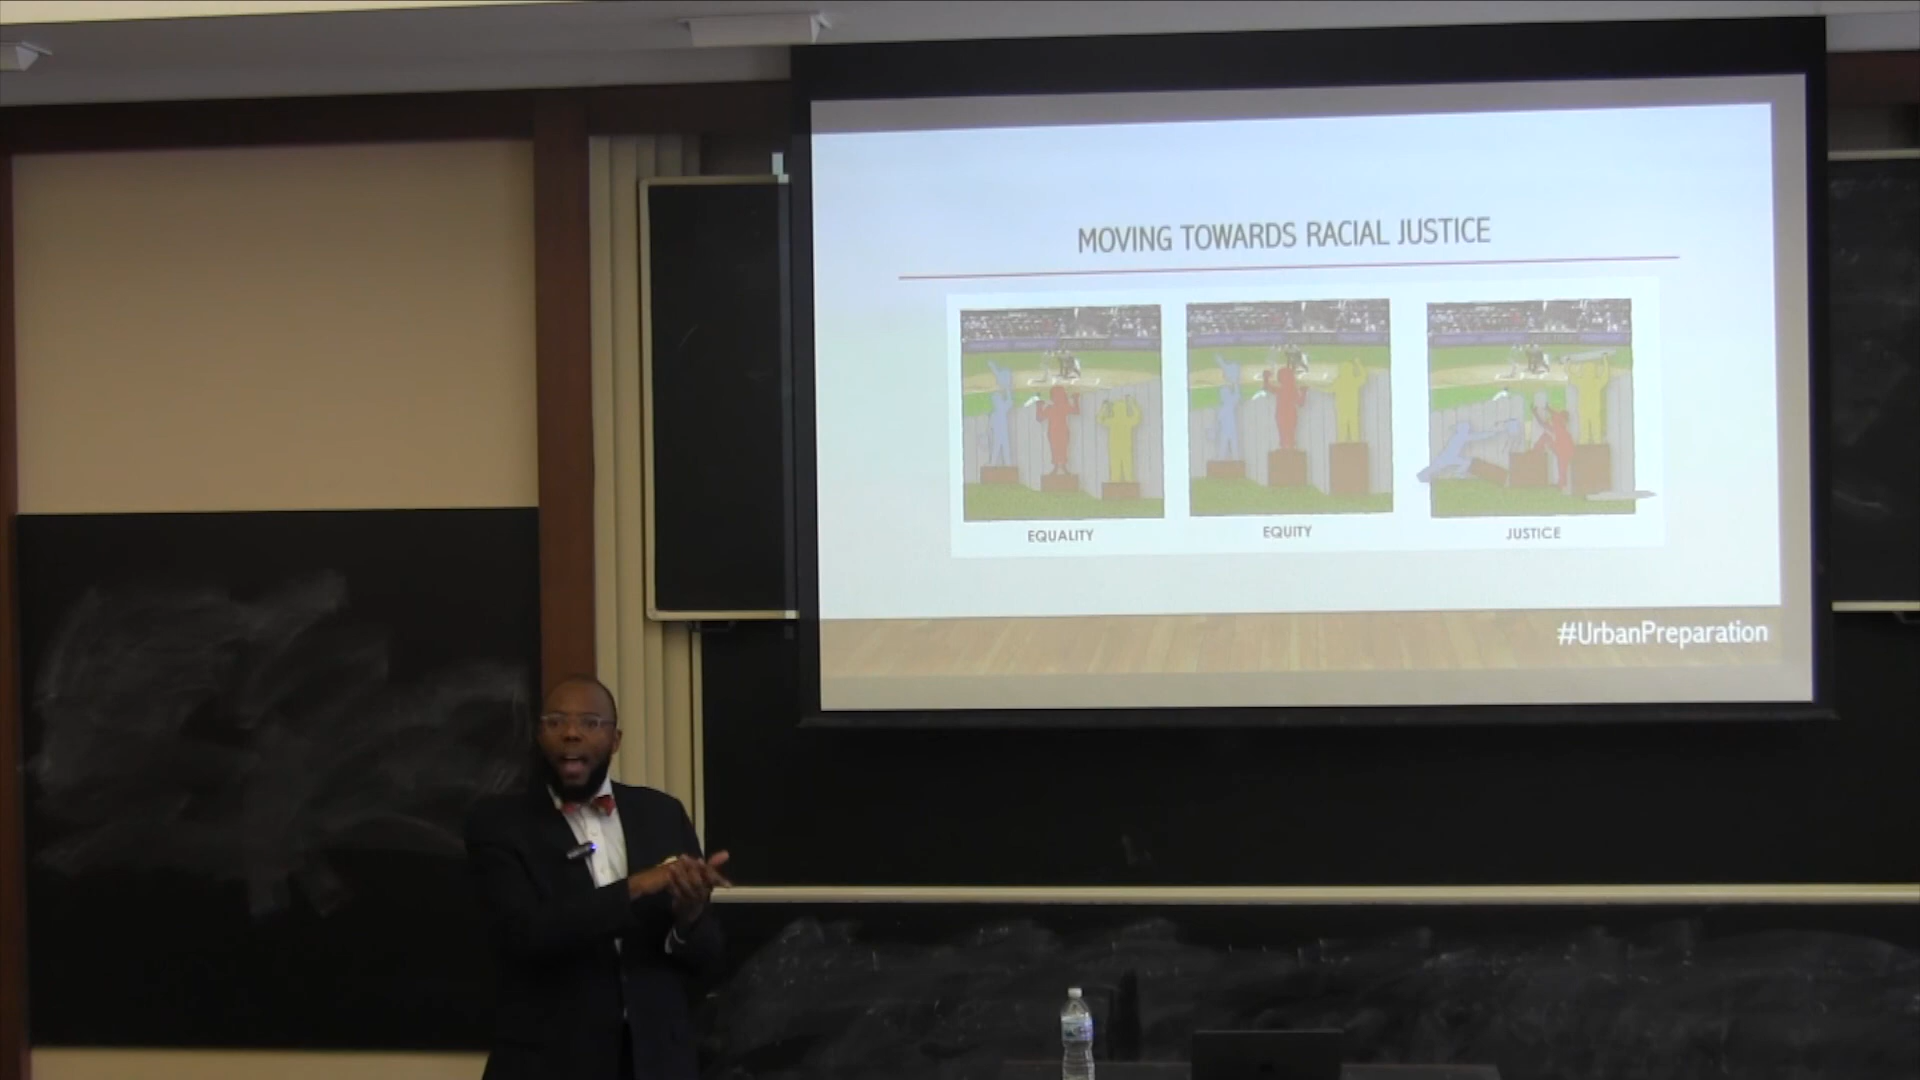 MOVING TOWARDS RACIAL JUSTICE
EQUALITY
EQUITY
JUSTICE
#UrbanPreparation